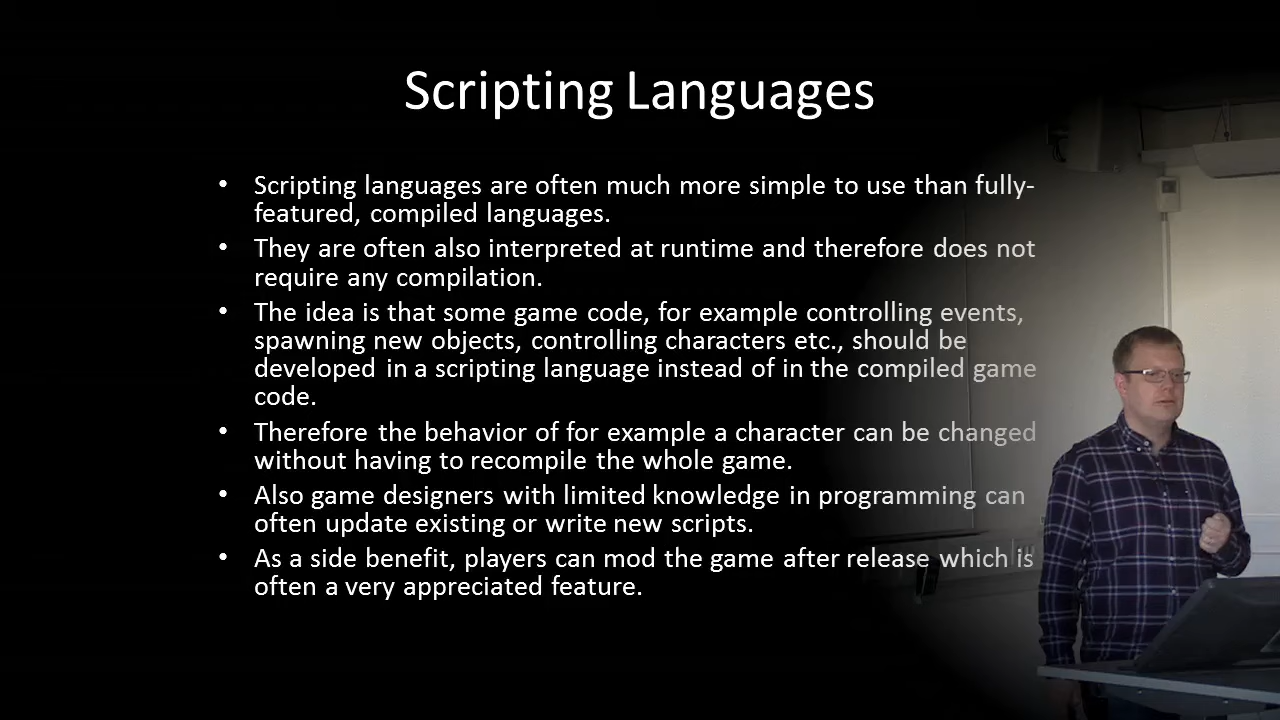 Scripting Languages
• Scripting languages are often much more simple to use than fully-
featured, compiled languages.
• They are often also interpreted at runtime and therefore does not
require any compilation.
• The idea is that some game code, for example controlling events,
spawning new objects, controlling characters etc., should be
developed in a scripting language instead of in the compiled game
code.
• Therefore the behavior of for example a character can be changed
without having to recompile the whole game.
• Also game designers with limited knowledge in programming can
often update existing or write new scripts.
• As a side benefit, players can mod the game after release which is
often a very appreciated feature.